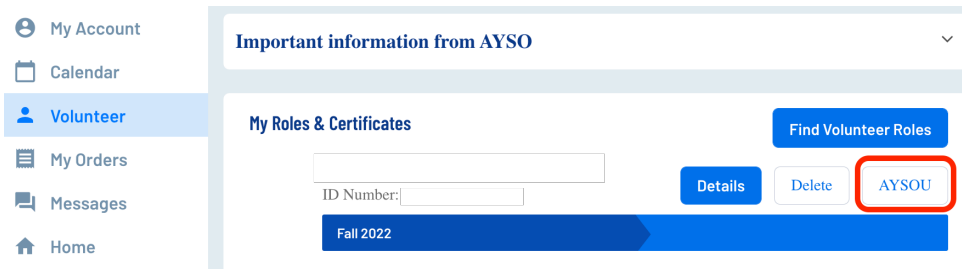 My Account
Calendar
Volunteer
My Orders
Messages
Home
Important information from AYSO
My Roles & Certificates
Find Volunteer Roles
Details
Delete
AYSOU
ID Number:
Fall 2022